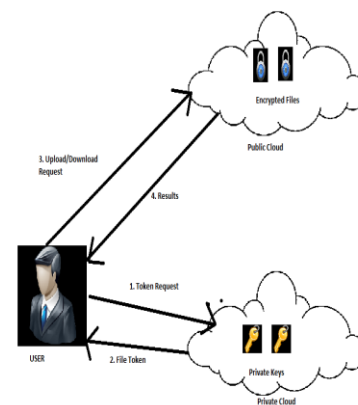 Encrypted Files
Public Cloud
3. Upload/Download
Request
4. Results
1. Token Request
USER
2. File Token
Private Keys
Private Cloud